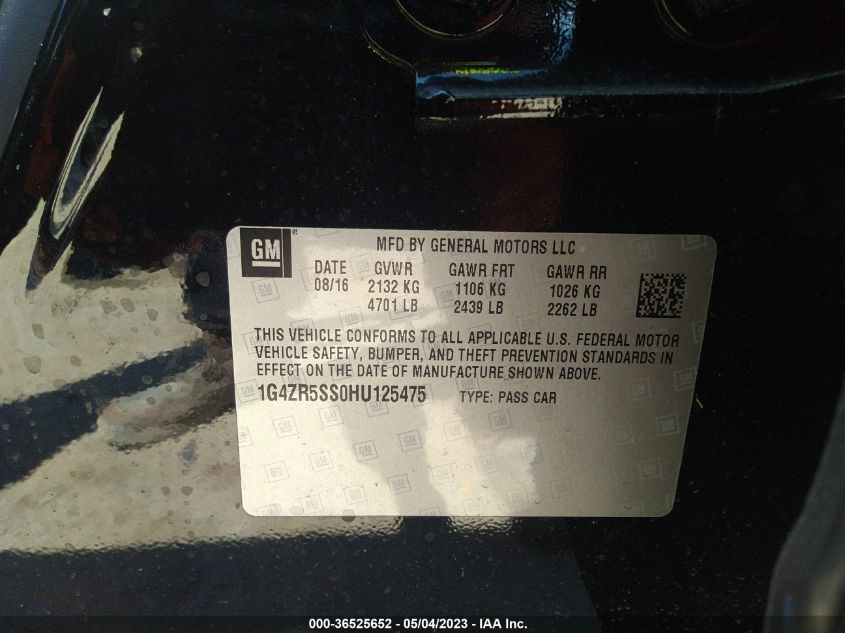 GM ®
MFD BY GENERAL MOTORS LLC
DATE GVWR GAWR FRT GAWR RR
08/16 2132 KG 1106 KG 1026 KG
4701 LB 2439 LB 2262 LB
THIS VEHICLE CONFORMS TO ALL APPLICABLE U.S. FEDERAL MOTOR
VEHICLE SAFETY, BUMPER, AND THEFT PREVENTION STANDARDS IN
EFFECT ON THE DATE OF MANUFACTURE SHOWN ABOVE.
1G4ZR5SS0HU125475 TYPE: PASS CAR
000-36525652 - 05/04/2023 - IAA Inc.